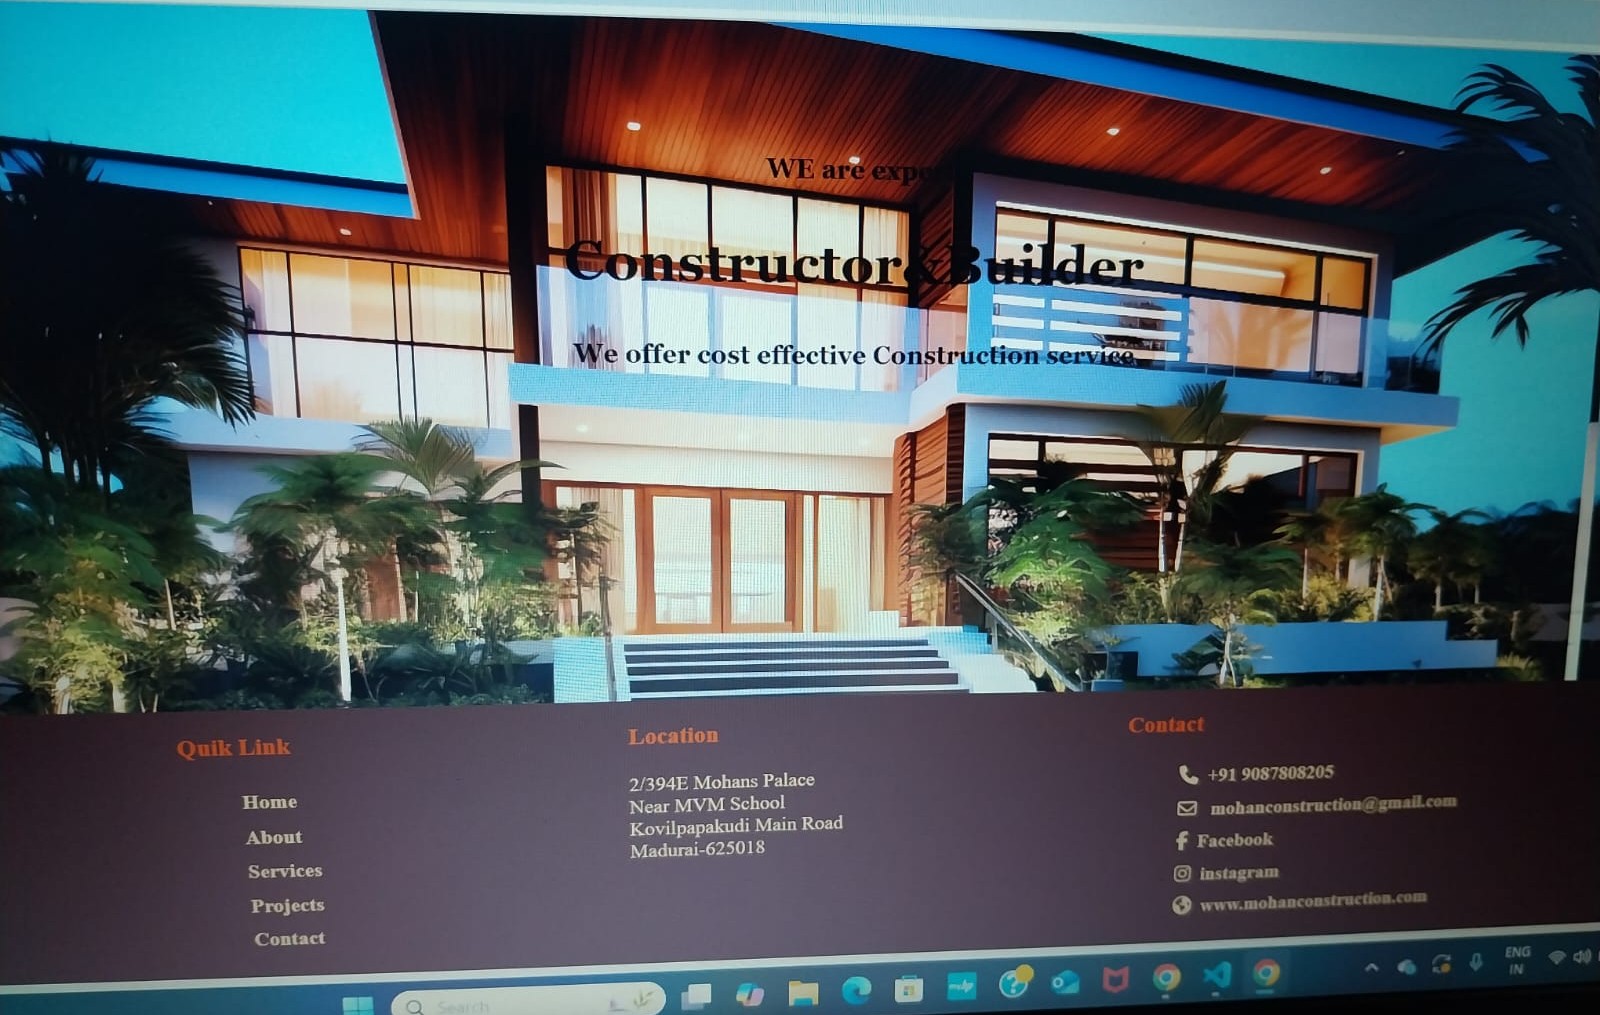 WE are expe
Constructor&Builder
We offer cost effective Construction service
Quik Link
Home
About
Services
Projects
Contact
Location
2/394E Mohans Palace
Near MVM School
Kovilpapakudi Main Road
Madurai-625018
Contact
+91 9087808205
mohanconstruction@gmail.com
Facebook
instagram
www.mohanconstruction.com
Search
ENG
IN